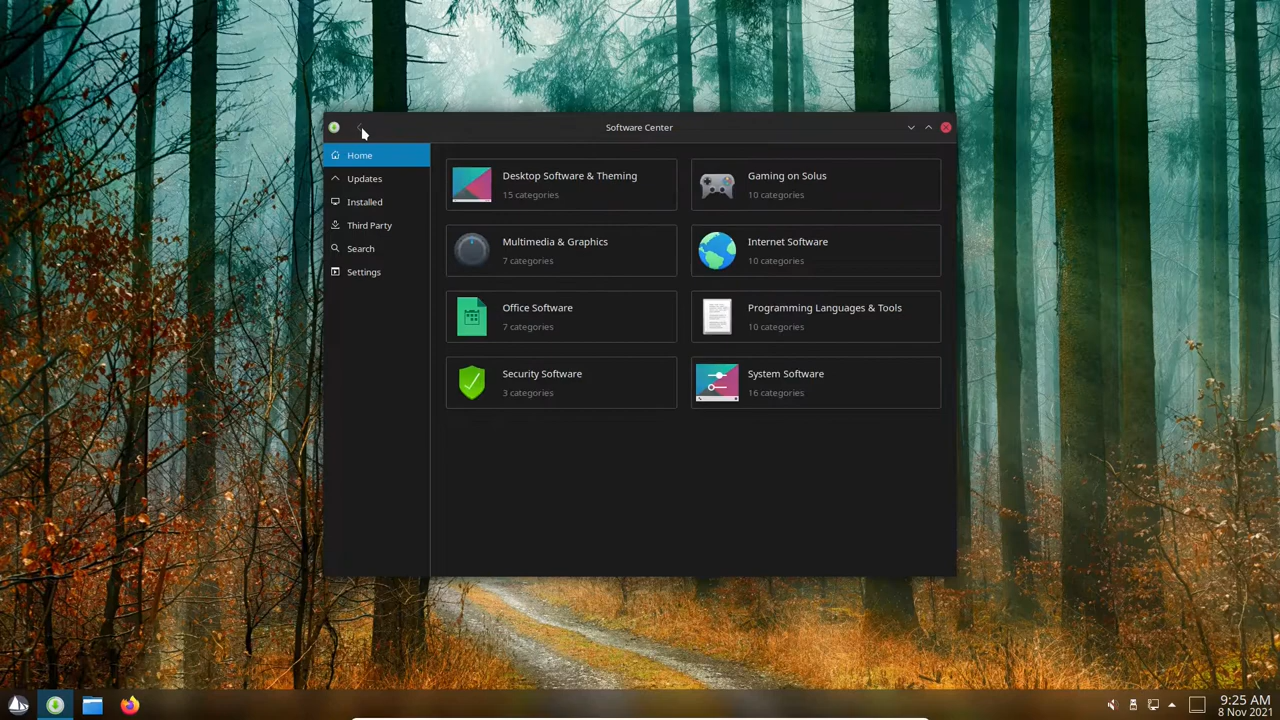 Software Center
Home
Updates
Installed
Third Party
Search
Settings
Desktop Software & Theming
15 categories
Gaming on Solus
10 categories
Multimedia & Graphics
7 categories
Internet Software
10 categories
Office Software
7 categories
Programming Languages & Tools
10 categories
Security Software
3 categories
System Software
16 categories
9:25 AM
8 Nov 2021